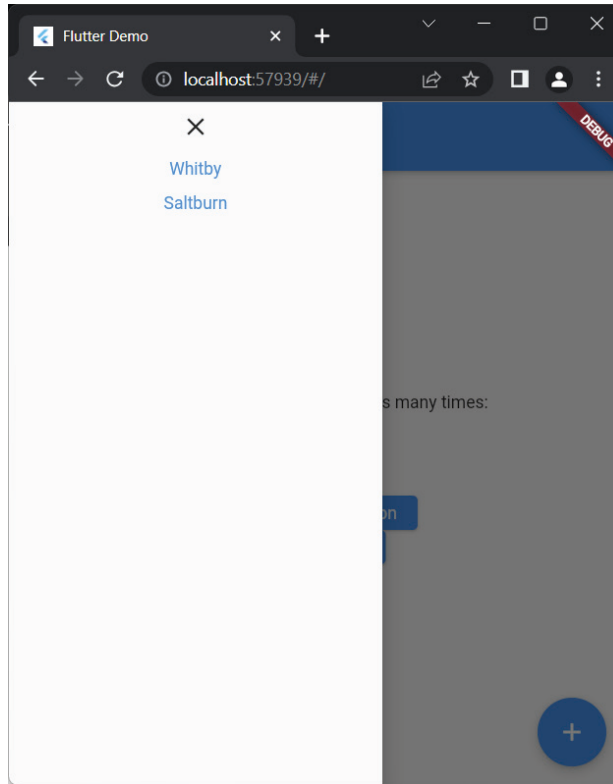 Flutter Demo
localhost:57939/#/
DEBUG
Whitby
Saltburn
s many times:
on